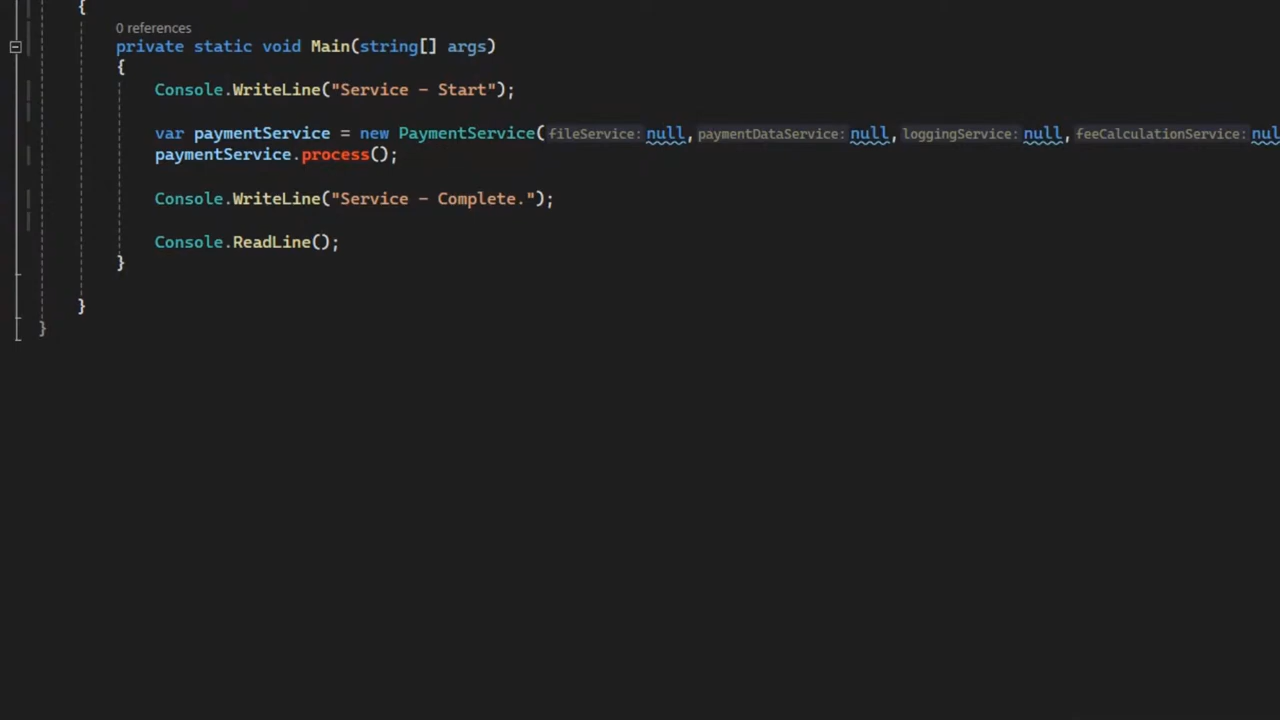 {
0 references
private static void Main(string[] args)
{
Console.WriteLine("Service - Start");
var paymentService = new PaymentService(fileService: null, paymentDataService: null, loggingService: null, feeCalculationService: nul
paymentService.process();
Console.WriteLine("Service - Complete.");
Console.ReadLine();
}
}
}